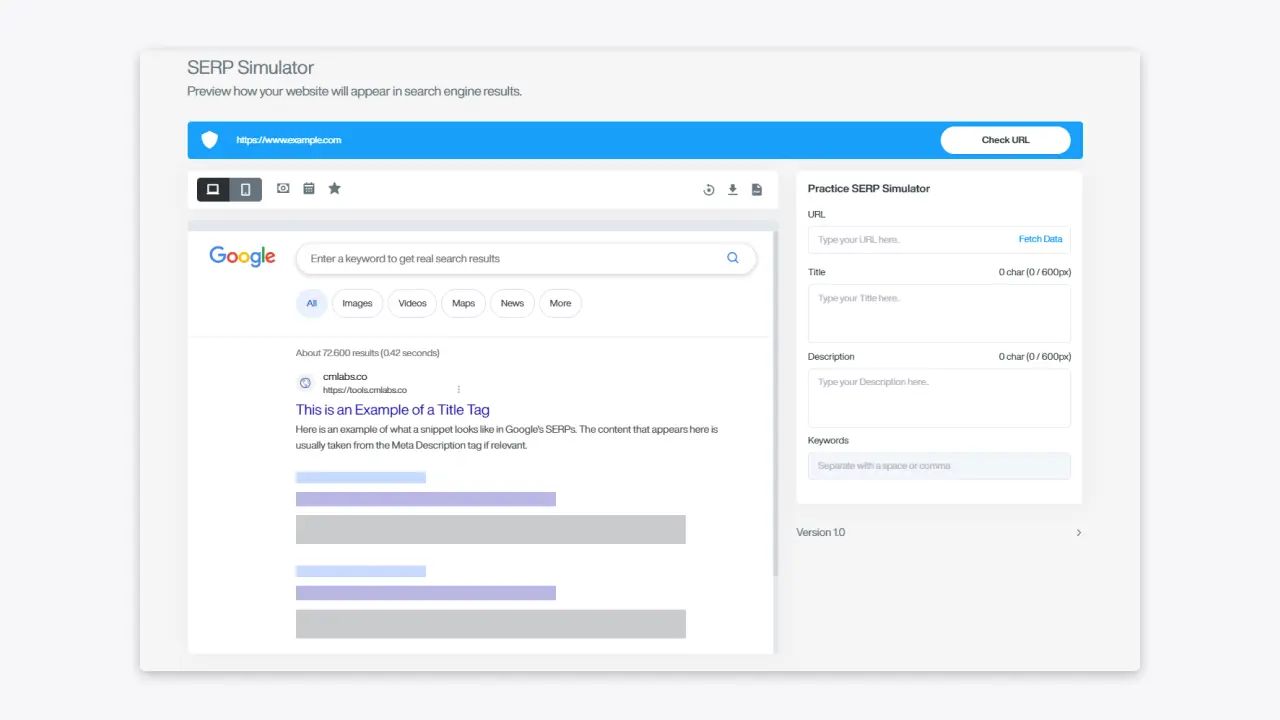 SERP Simulator
Preview how your website will appear in search engine results.
https://www.example.com
Check URL
Google
Enter a keyword to get real search results
All
Images
Videos
Maps
News
More
About 72.600 results (0.42 seconds)
cmlabs.co
https://tools.cmlabs.co
This is an Example of a Title Tag
Here is an example of what a snippet looks like in Google's SERPs. The content that appears here is
usually taken from the Meta Description tag if relevant.
Practice SERP Simulator
URL
Type your URL here.
Fetch Data
Title
0 char (0 / 600px)
Type your Title here.
Description
0 char (0 / 600px)
Type your Description here.
Keywords
Separate with a space or comma
Version 1.0